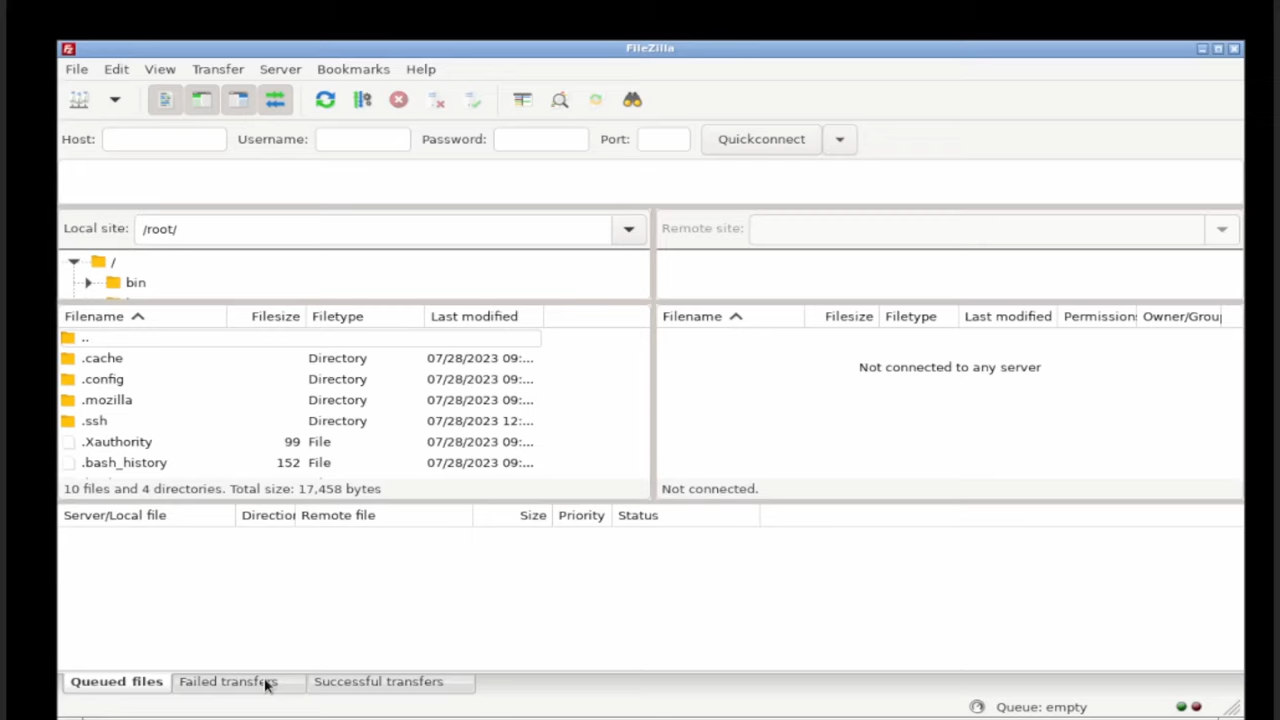 FileZilla
File Edit View Transfer Server Bookmarks Help
Host: Username: Password: Port: Quickconnect
Local site: /root/ Remote site:
/
bin
Filename Filesize Filetype Last modified Filename Filesize Filetype Last modified Permission: Owner/Grou
..
.cache Directory 07/28/2023 09:...
.config Directory 07/28/2023 09:...
.mozilla Directory 07/28/2023 09:...
.ssh Directory 07/28/2023 12:...
.Xauthority 99 File 07/28/2023 09:...
.bash_history 152 File 07/28/2023 09:...
Not connected to any server
10 files and 4 directories. Total size: 17,458 bytes Not connected.
Server/Local file Direction Remote file Size Priority Status
Queued files Failed transfers Successful transfers
Queue: empty